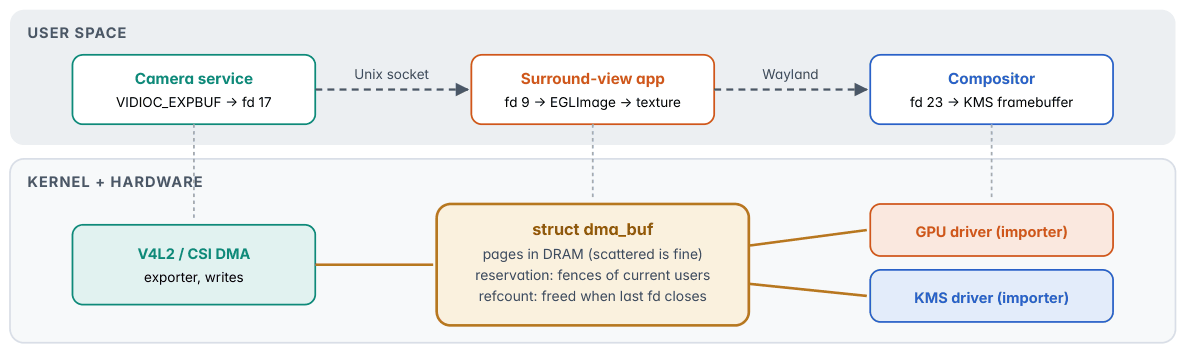 USER SPACE
Camera service
VIDIOC_EXPBUF → fd 17
Unix socket
Surround-view app
fd 9 → EGLImage → texture
Wayland
Compositor
fd 23 → KMS framebuffer
KERNEL + HARDWARE
V4L2 / CSI DMA
exporter, writes
struct dma_buf
pages in DRAM (scattered is fine)
reservation: fences of current users
refcount: freed when last fd closes
GPU driver (importer)
KMS driver (importer)